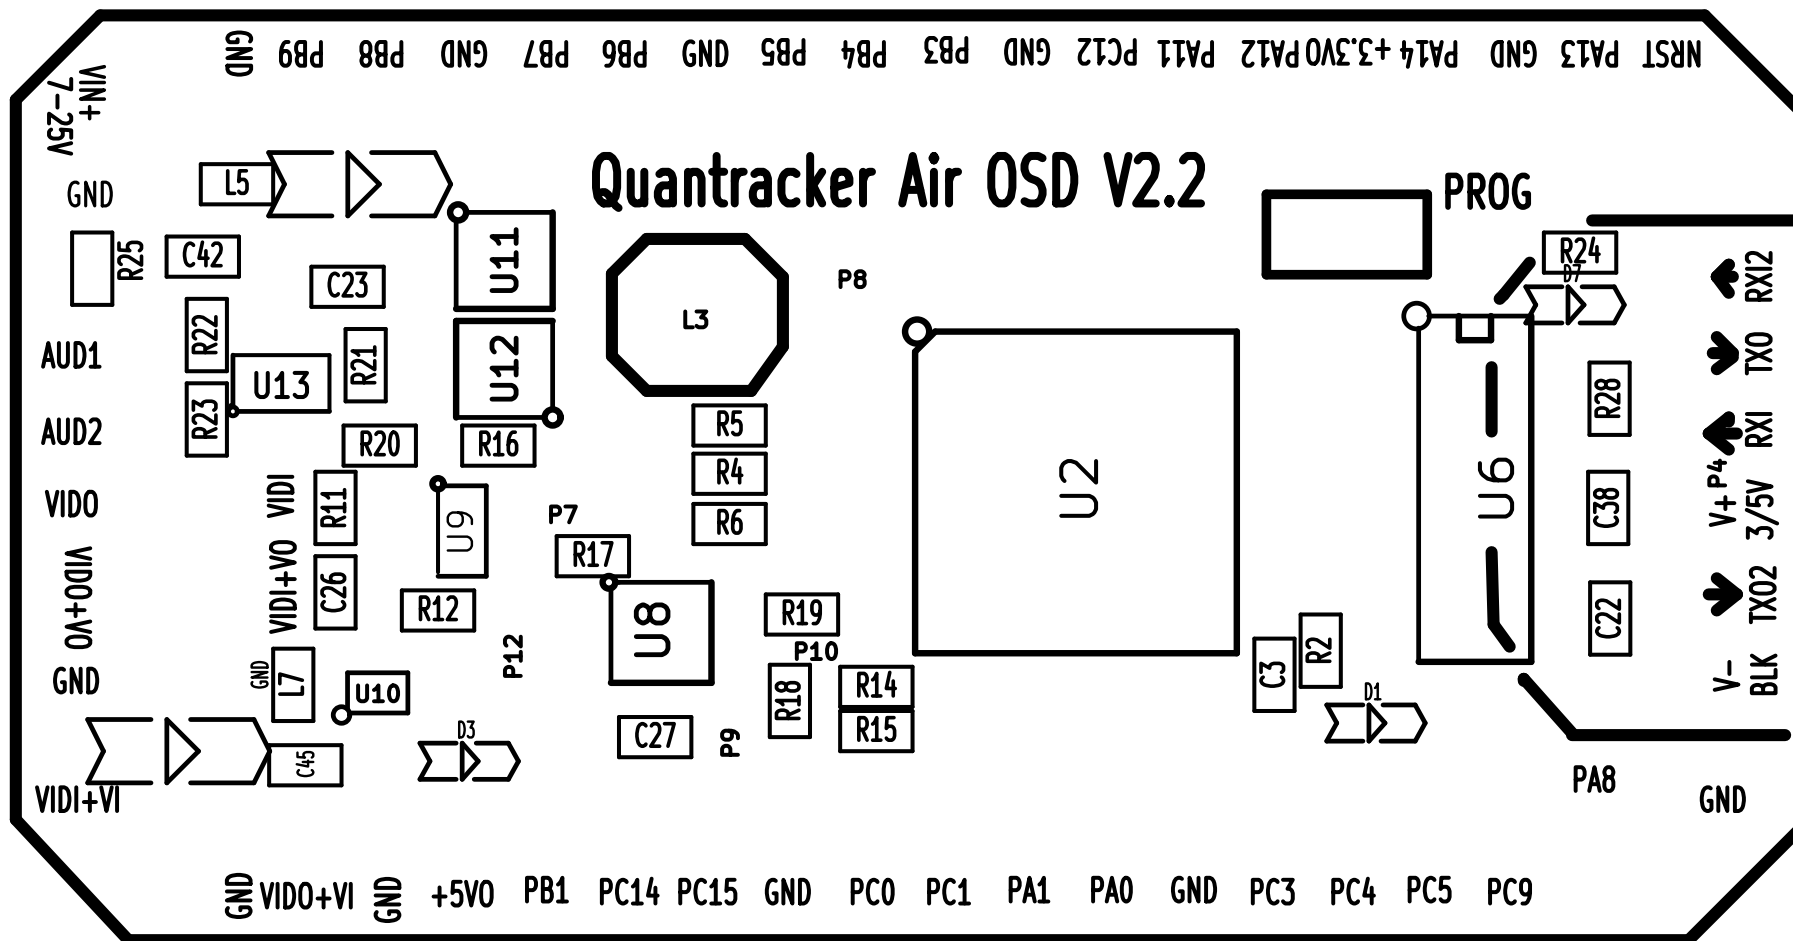 GND
PB9
PB8
GND
PB7
PB6
GND
PB5
PB4
PB3
GND
PC12
PA11
PA12
+3.3VO
PA14
GND
PA13
NRST
VIN+
7-25V
GND
L5
Quantracker Air OSD V2.2
PROG
R25
C42
C23
U11
P8
R24
D7
RXI2
L3
R22
R21
U12
AUD1
U13
TXO
R23
R28
AUD2
R20
R16
R5
R4
R6
U2
U6
RXI
P4
V+
3/5V
C38
VIDO
VIDI
R11
U9
P7
R17
VIDO+VO
VIDI+VO
C26
R12
U8
R19
P10
P12
C22
TXO2
R2
C3
GND
GND
L7
U10
R18
R14
R15
D1
V-
BLK
D3
C27
P9
C45
VIDI+VI
PA8
GND
GND
VIDO+VI
GND
+5VO
PB1
PC14
PC15
GND
PC0
PC1
PA1
PA0
GND
PC3
PC4
PC5
PC9